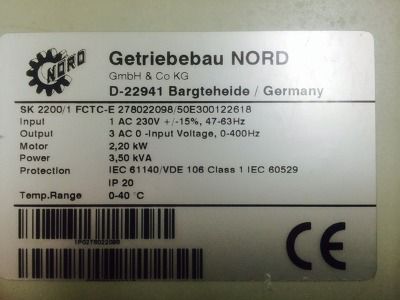 NORD
Getriebebau NORD
GmbH & Co KG
D-22941 Bargteheide / Germany
SK 2200/1 FCTC-E 278022098/50E300122618
Input 1 AC 230V +/-15%, 47-63Hz
Output 3 AC 0 -Input Voltage, 0-400Hz
Motor 2,20 kW
Power 3,50 kVA
Protection IEC 61140/VDE 106 Class 1 IEC 60529
IP 20
Temp.Range 0-40 °C
1P0278022098
CE